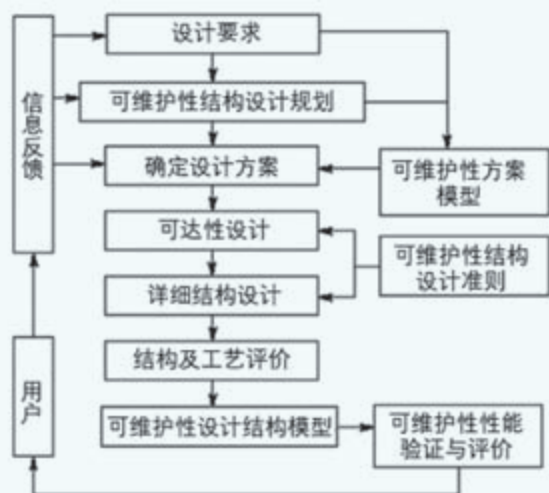 设计要求
信息反馈
可维护性结构设计规划
确定设计方案
可维护性方案
模型
可达性设计
可维护性结构
设计准则
详细结构设计
结构及工艺评价
用户
可维护性设计结构模型
可维护性性能
验证与评价